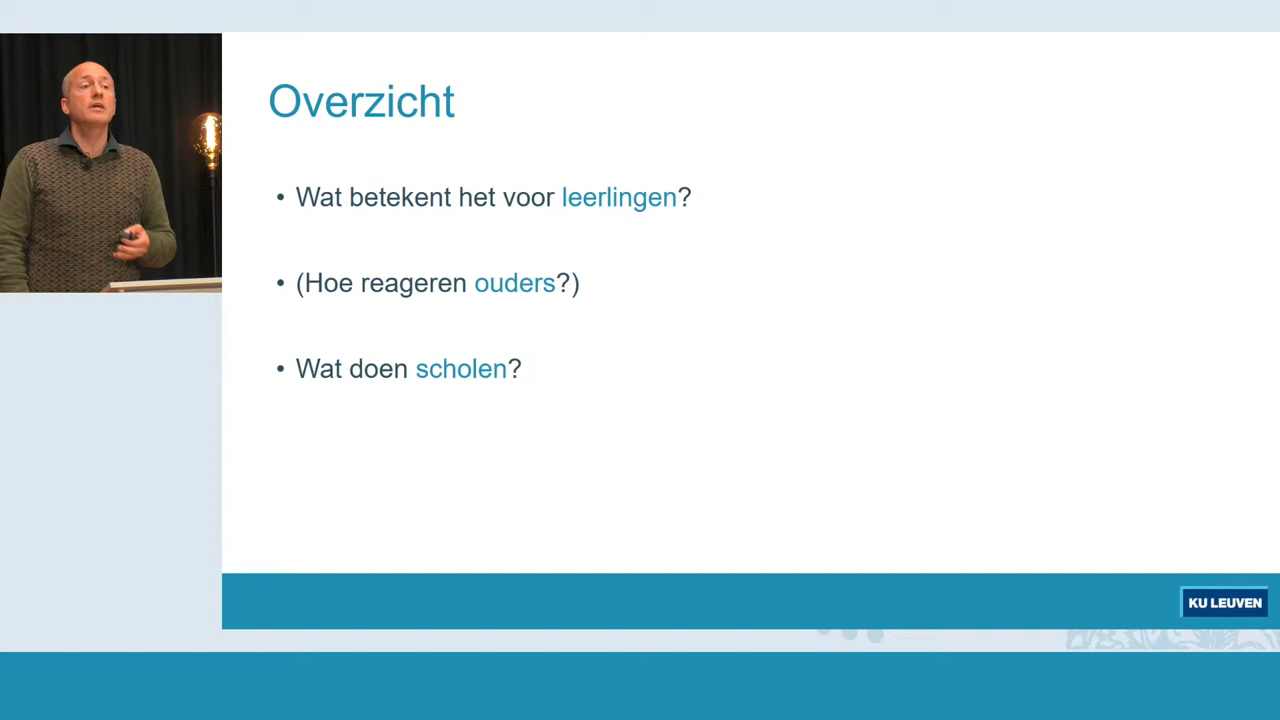 Overzicht
• Wat betekent het voor leerlingen?
• (Hoe reageren ouders?)
• Wat doen scholen?
KU LEUVEN